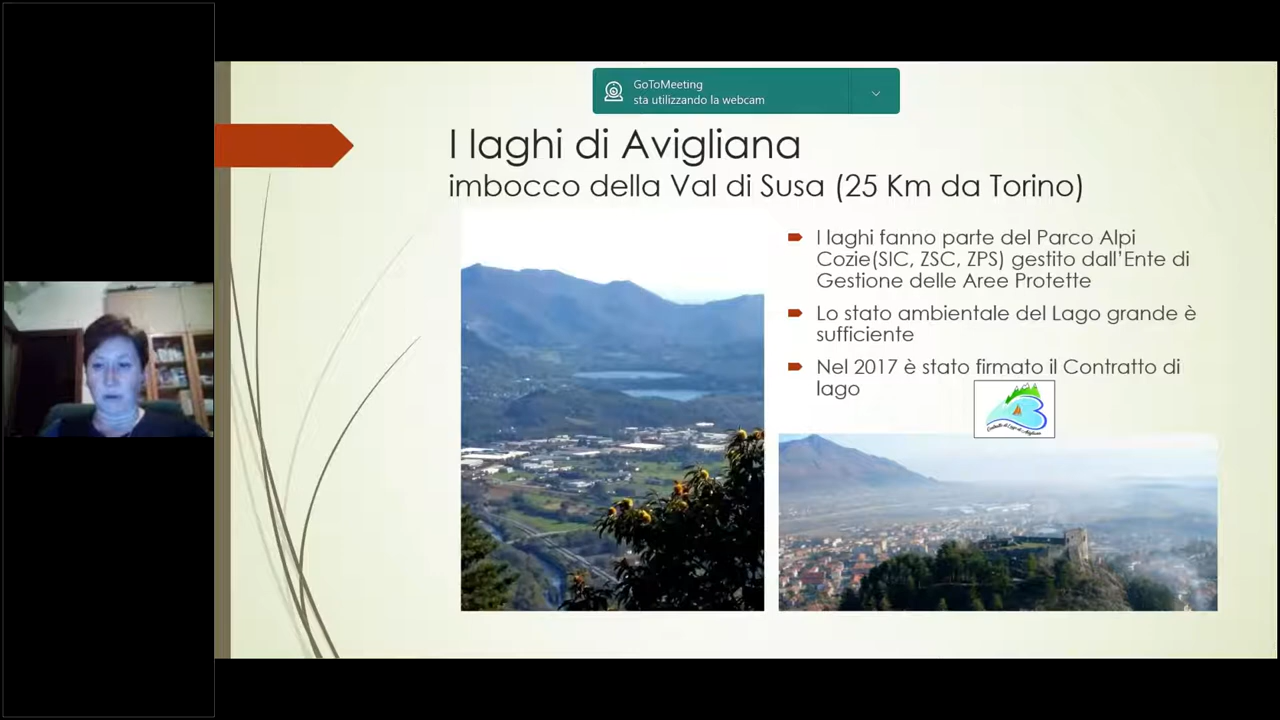 GoToMeeting
sta utilizzando la webcam
I laghi di Avigliana
imbocco della Val di Susa (25 Km da Torino)
I laghi fanno parte del Parco Alpi
Cozie(SIC, ZSC, ZPS) gestito dall'Ente di
Gestione delle Aree Protette
Lo stato ambientale del Lago grande è
sufficiente
Nel 2017 è stato firmato il Contratto di
lago